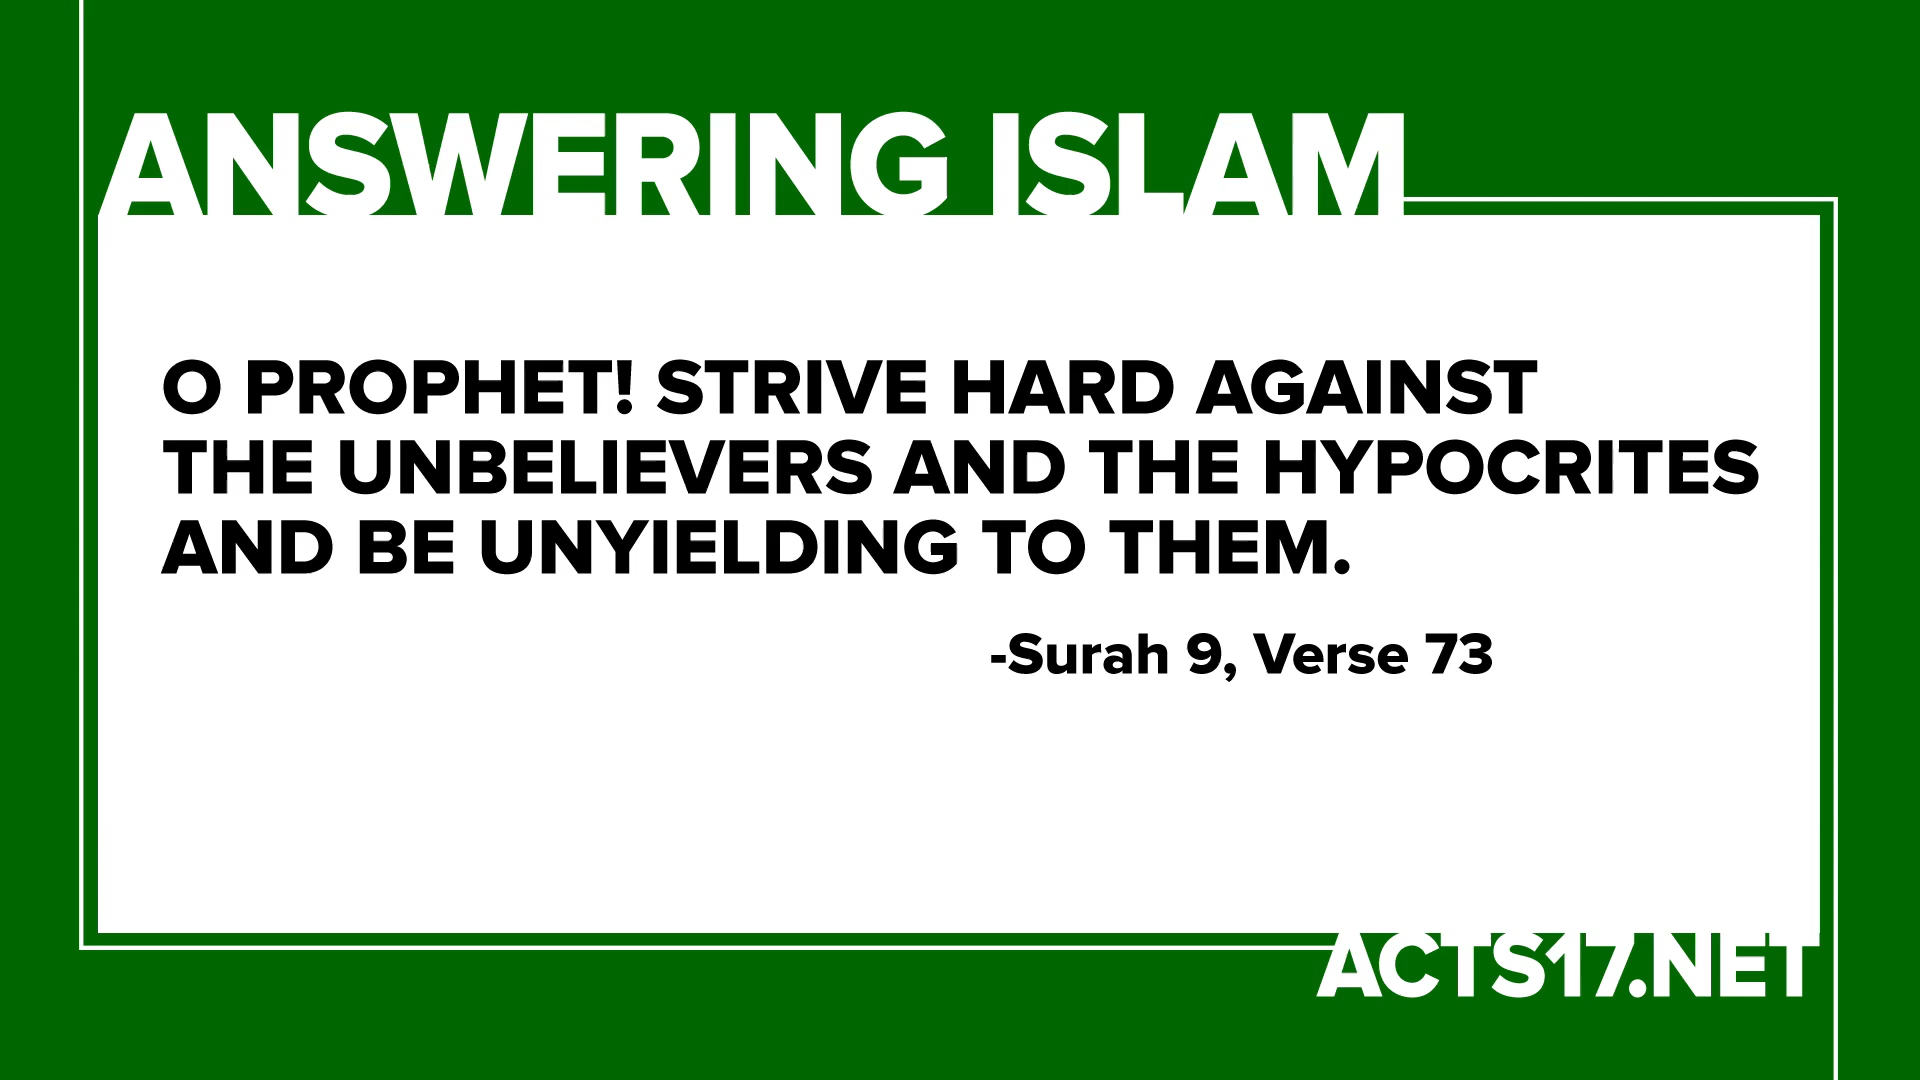 ANSWERING ISLAM
O PROPHET! STRIVE HARD AGAINST
THE UNBELIEVERS AND THE HYPOCRITES
AND BE UNYIELDING TO THEM.
-Surah 9, Verse 73
ACTS17.NET